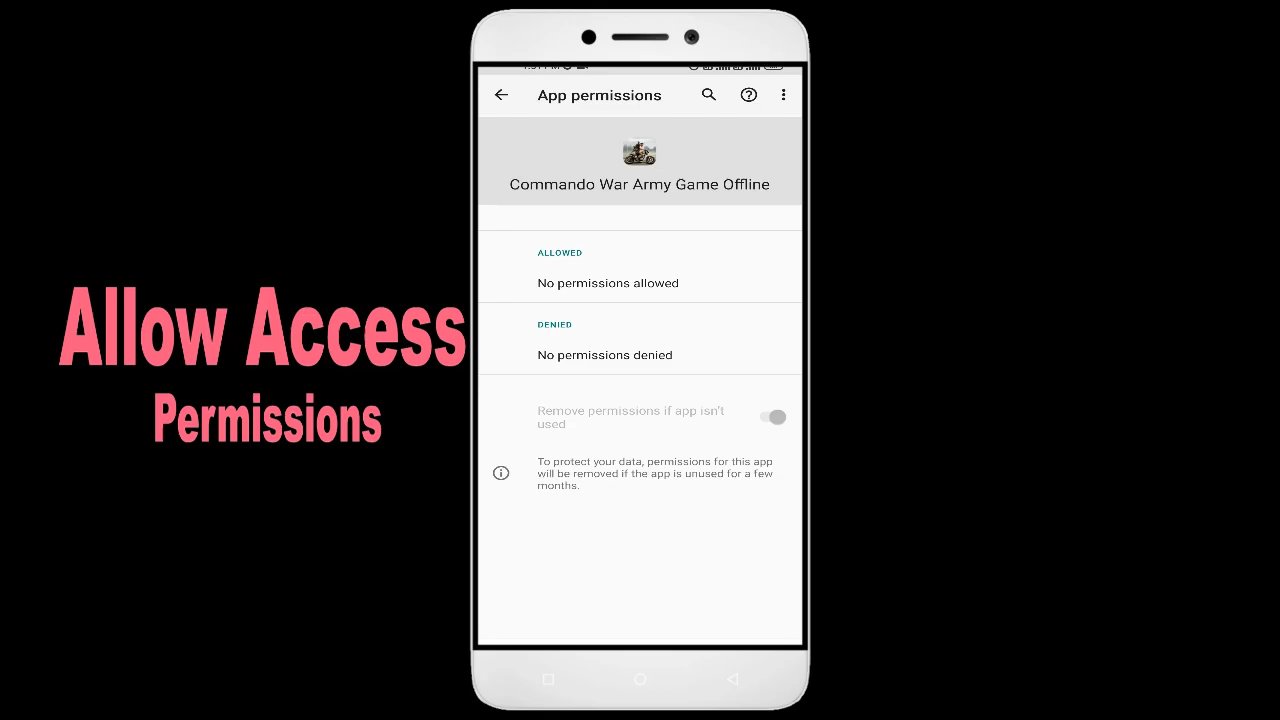 App permissions
Commando War Army Game Offline
ALLOWED
No permissions allowed
DENIED
No permissions denied
Remove permissions if app isn't
used
To protect your data, permissions for this app
will be removed if the app is unused for a few
months.
Allow Access
Permissions